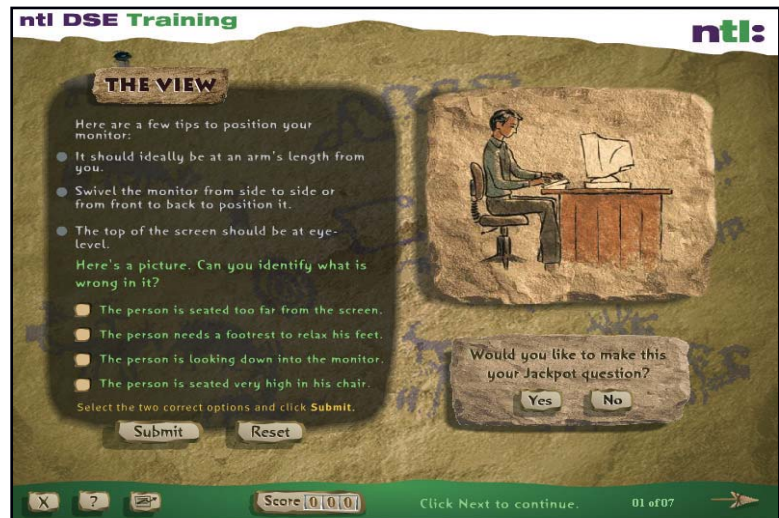 ntl DSE Training
ntl:
THE VIEW
Here are a few tips to position your
monitor:
It should ideally be at an arm's length from
you.
Swivel the monitor from side to side or
from front to back to position it.
The top of the screen should be at eye-
level.
Here's a picture. Can you identify what is
wrong in it?
The person is seated too far from the screen.
The person needs a footrest to relax his feet.
The person is looking down into the monitor.
The person is seated very high in his chair.
Select the two correct options and click Submit.
Submit Reset
Would you like to make this
your Jackpot question?
Yes No
X ? Score 000 Click Next to continue. 01 of 07